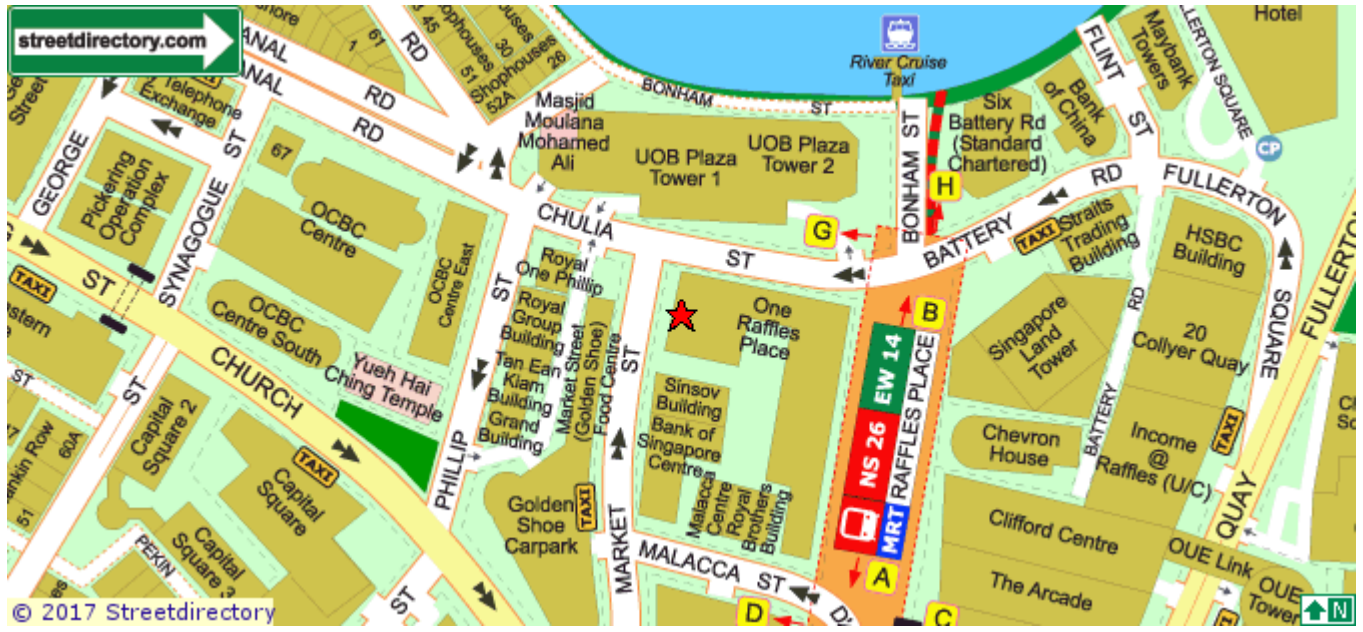 streetdirectory.com
CANAL
RD
CANAL
RD
RD
61
1
45
Shophouses
51
30
Shophouses
52A
26
Telephone
Exchange
GEORGE
ST
SYNAGOGUE
ST
Pickering
Operation
Complex
67
OCBC
Centre
OCBC
Centre East
OCBC
Centre South
Yueh Hai
Ching Temple
Masjid
Moulana
Mohamed
Ali
BONHAM
ST
UOB Plaza
Tower 1
UOB Plaza
Tower 2
River Cruise
Taxi
BONHAM ST
Six
Battery Rd
(Standard
Chartered)
Bank
of China
FLINT
ST
Maybank
Towers
FULLERTON SQUARE
Hotel
CP
H
G
CHULIA
ST
BATTERY
RD
FULLERTON
SQUARE
TAXI
Straits
Trading
Building
HSBC
Building
20
Collyer Quay
FULLERTON
QUAY
Royal
One Phillip
Royal
Group
Building
Tan Ean
Kiam
Building
Grand
Building
Market Street
(Golden Shoe)
Food Centre
PHILLIP
ST
MARKET
ST
One
Raffles
Place
Sinsov
Building
Bank of
Singapore
Centre
Malacca
Centre
Royal
Brothers
Building
B
EW 14
NS 26
MRT
RAFFLES PLACE
A
Singapore
Land
Tower
BATTERY
RD
Chevron
House
Income
@
Raffles (U/C)
TAXI
Clifford Centre
The Arcade
OUE Link
OUE
Tower
TAXI
ST
CHURCH
TAXI
ST
ST
60A
51
Capital
Square 2
Capital
Square
Capital
Square 3
PEKIN
ST
Golden
Shoe
Carpark
TAXI
MALACCA
ST
D
C
N
© 2017 Streetdirectory